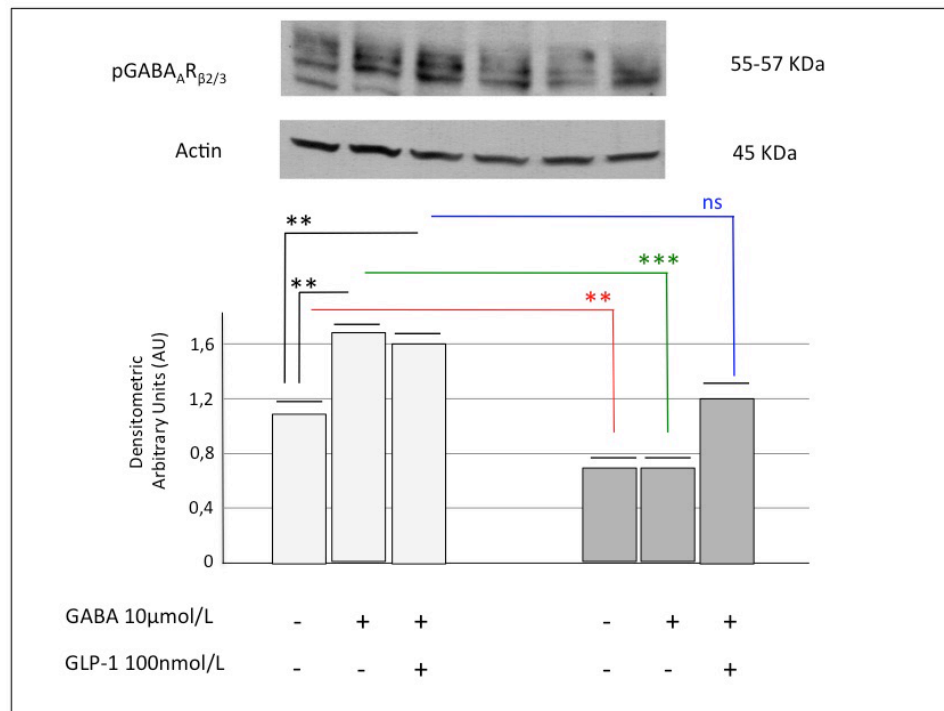 pGABA_AR_β2/3 55-57 KDa
Actin 45 KDa
ns
**
***
** **
1,6
1,2
0,8
0,4
0
Densitometric
Arbitrary Units (AU)
GABA 10µmol/L - + + - + +
GLP-1 100nmol/L - - + - - +